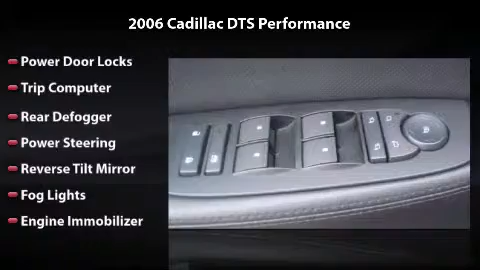 2006 Cadillac DTS Performance
Power Door Locks
Trip Computer
Rear Defogger
Power Steering
Reverse Tilt Mirror
Fog Lights
Engine Immobilizer